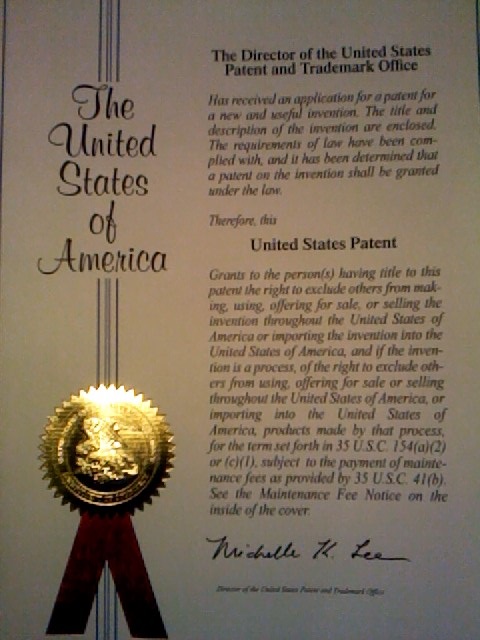 The
United
States
of
America
The Director of the United States
Patent and Trademark Office
Has received an application for a patent for
a new and useful invention. The title and
description of the invention are enclosed.
The requirements of law have been com-
plied with, and it has been determined that
a patent on the invention shall be granted
under the law.
Therefore, this
United States Patent
Grants to the person(s) having title to this
patent the right to exclude others from mak-
ing, using, offering for sale, or selling the
invention throughout the United States of
America or importing the invention into the
United States of America, and if the inven-
tion is a process, of the right to exclude oth-
ers from using, offering for sale or selling
throughout the United States of America, or
importing into the United States of
America, products made by that process,
for the term set forth in 35 U.S.C. 154(a)(2)
or (c)(1), subject to the payment of mainte-
nance fees as provided by 35 U.S.C. 41(b).
See the Maintenance Fee Notice on the
inside of the cover.
Michelle K. Lee
Director of the United States Patent and Trademark Office